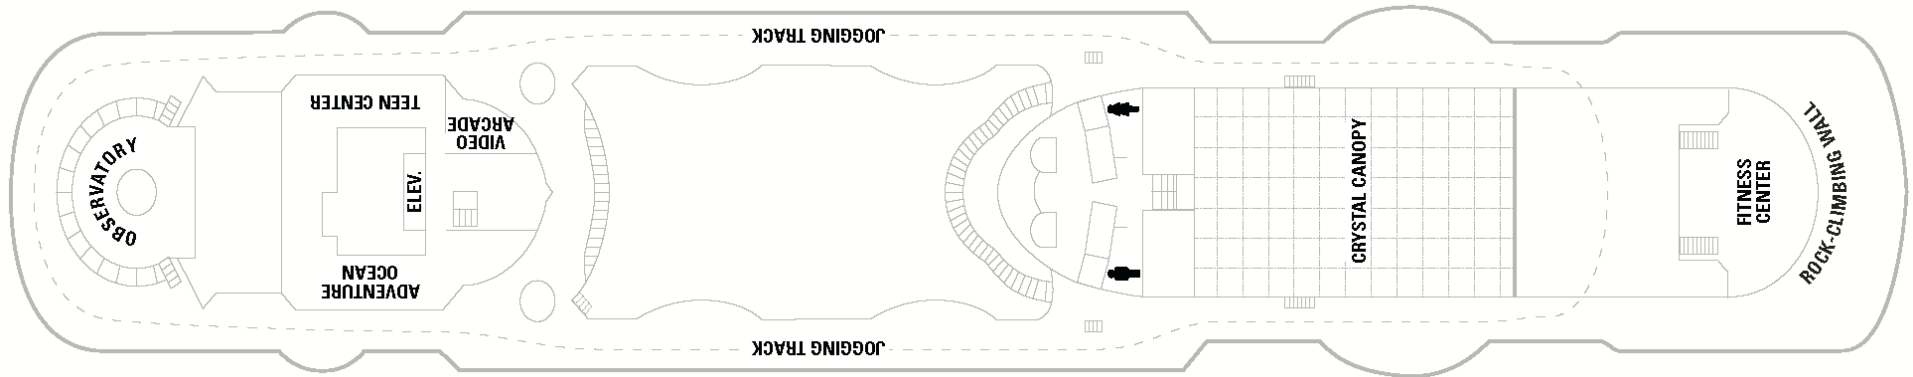 JOGGING TRACK
TEEN CENTER
VIDEO
ARCADE
OBSERVATORY
ELEV.
ADVENTURE
OCEAN
CRYSTAL CANOPY
FITNESS
CENTER
ROCK-CLIMBING WALL
JOGGING TRACK